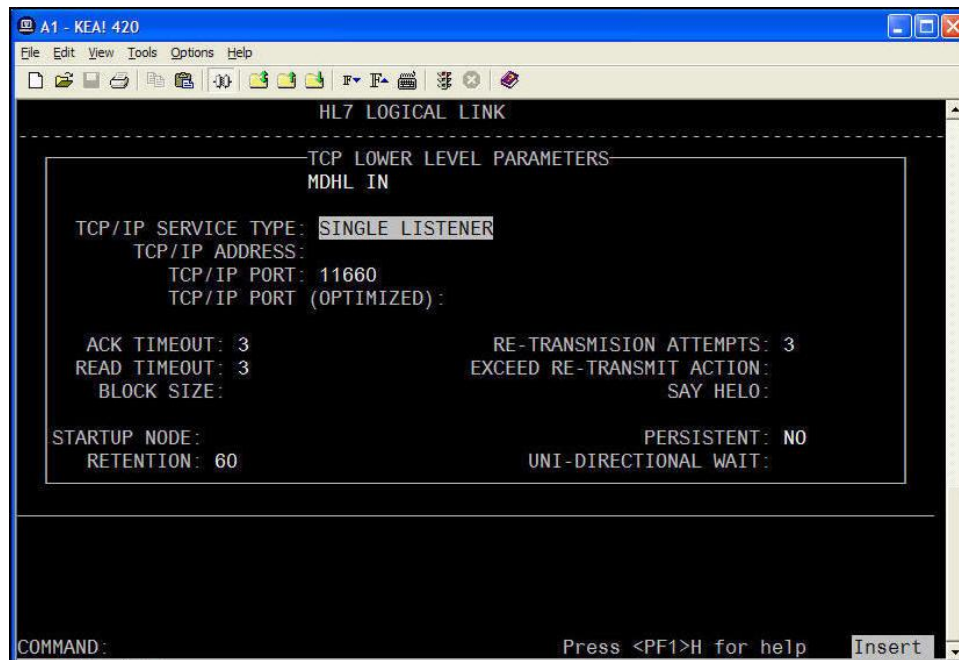 A1 - KEA! 420
File Edit View Tools Options Help
HL7 LOGICAL LINK
TCP LOWER LEVEL PARAMETERS
MDHL IN
TCP/IP SERVICE TYPE: SINGLE LISTENER
TCP/IP ADDRESS:
TCP/IP PORT: 11660
TCP/IP PORT (OPTIMIZED):
ACK TIMEOUT: 3 RE-TRANSMISION ATTEMPTS: 3
READ TIMEOUT: 3 EXCEED RE-TRANSMIT ACTION:
BLOCK SIZE: SAY HELO:
STARTUP NODE: PERSISTENT: NO
RETENTION: 60 UNI-DIRECTIONAL WAIT:
COMMAND: Press <PF1>H for help Insert